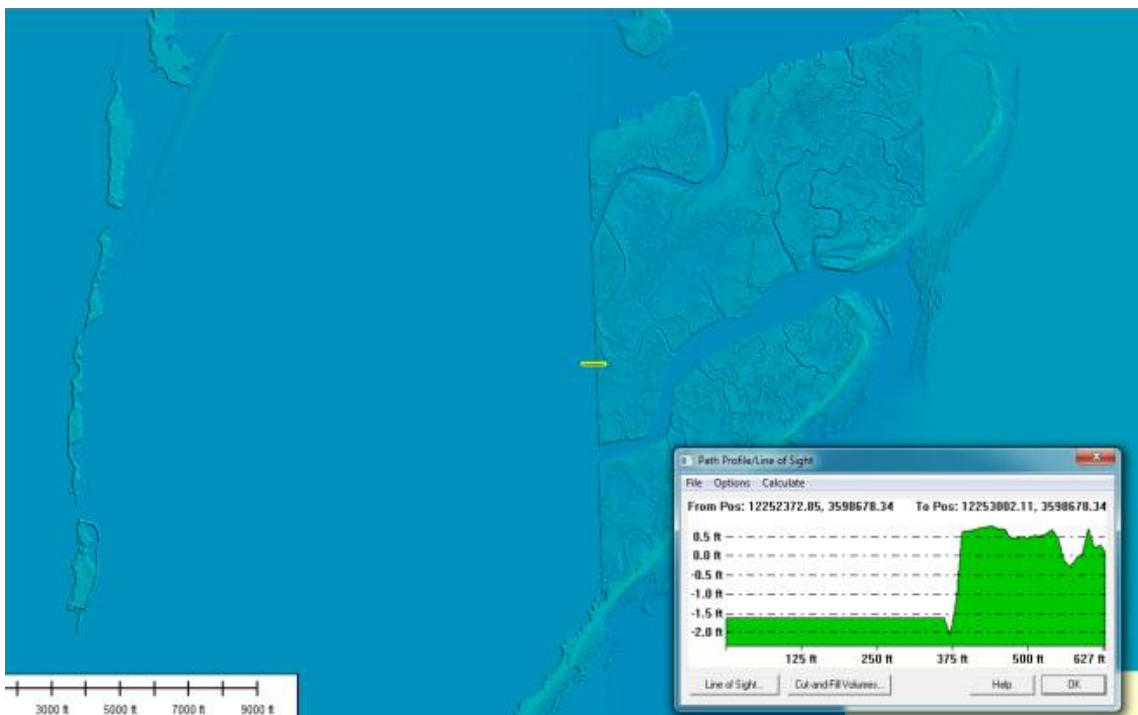 Path Profile/Line of Sight
File Options Calculate
From Pos: 12252372.05, 3598678.34 To Pos: 12253002.11, 3598678.34
0.5 ft
0.0 ft
-0.5 ft
-1.0 ft
-1.5 ft
-2.0 ft
125 ft 250 ft 375 ft 500 ft 627 ft
Line of Sight... Cut-and-Fill Volumes... Help OK
3000 ft 5000 ft 7000 ft 9000 ft